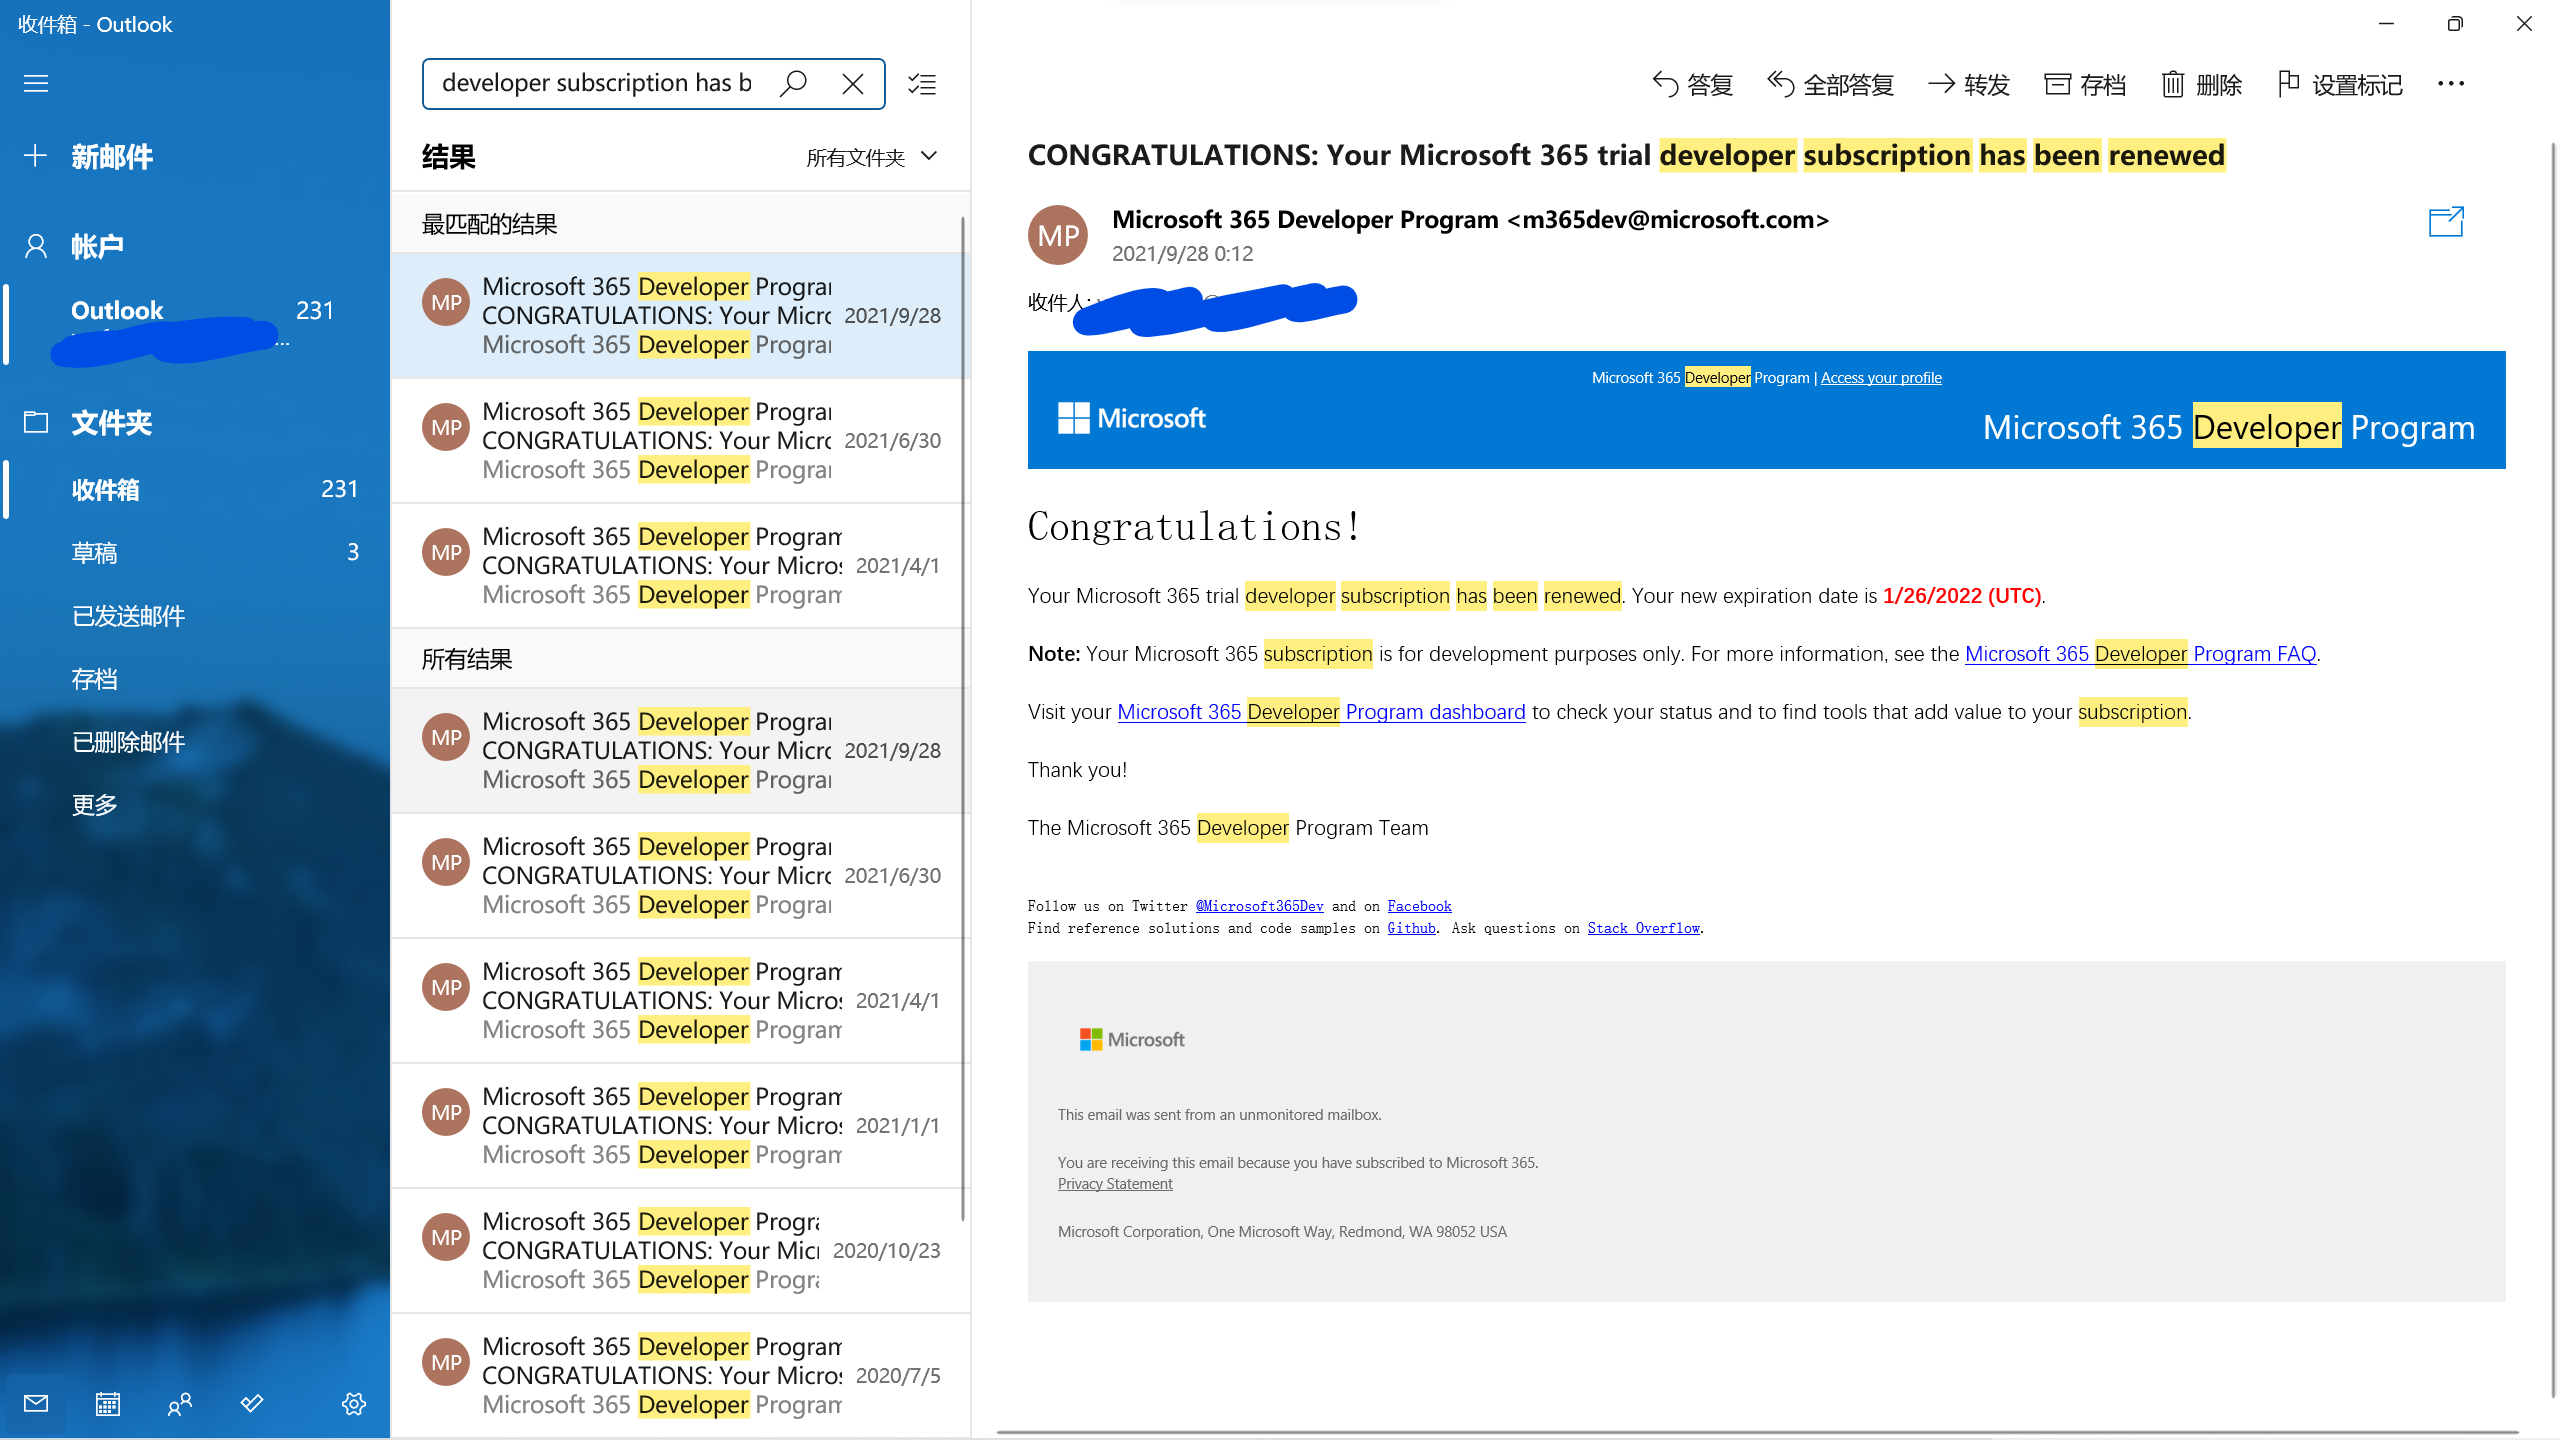 收件箱 - Outlook
新邮件
帐户
Outlook 231
...
文件夹
收件箱 231
草稿 3
已发送邮件
存档
已删除邮件
更多
developer subscription has b
结果 所有文件夹
最匹配的结果
MP
Microsoft 365 Developer Program
CONGRATULATIONS: Your Micro 2021/9/28
Microsoft 365 Developer Program
MP
Microsoft 365 Developer Program
CONGRATULATIONS: Your Micro 2021/6/30
Microsoft 365 Developer Program
MP
Microsoft 365 Developer Program
CONGRATULATIONS: Your Micros 2021/4/1
Microsoft 365 Developer Program
所有结果
MP
Microsoft 365 Developer Program
CONGRATULATIONS: Your Micro 2021/9/28
Microsoft 365 Developer Program
MP
Microsoft 365 Developer Program
CONGRATULATIONS: Your Micro 2021/6/30
Microsoft 365 Developer Program
MP
Microsoft 365 Developer Program
CONGRATULATIONS: Your Micros 2021/4/1
Microsoft 365 Developer Program
MP
Microsoft 365 Developer Program
CONGRATULATIONS: Your Micros 2021/1/1
Microsoft 365 Developer Program
MP
Microsoft 365 Developer Progra
CONGRATULATIONS: Your Micr 2020/10/23
Microsoft 365 Developer Progra
MP
Microsoft 365 Developer Program
CONGRATULATIONS: Your Micros 2020/7/5
Microsoft 365 Developer Program
答复 全部答复 转发 存档 删除 设置标记 ...
CONGRATULATIONS: Your Microsoft 365 trial developer subscription has been renewed
MP
Microsoft 365 Developer Program <m365dev@microsoft.com>
2021/9/28 0:12
收件人:
Microsoft 365 Developer Program | Access your profile
Microsoft
Microsoft 365 Developer Program
Congratulations!
Your Microsoft 365 trial developer subscription has been renewed. Your new expiration date is 1/26/2022 (UTC).
Note: Your Microsoft 365 subscription is for development purposes only. For more information, see the Microsoft 365 Developer Program FAQ.
Visit your Microsoft 365 Developer Program dashboard to check your status and to find tools that add value to your subscription.
Thank you!
The Microsoft 365 Developer Program Team
Follow us on Twitter @Microsoft365Dev and on Facebook
Find reference solutions and code samples on Github. Ask questions on Stack Overflow.
Microsoft
This email was sent from an unmonitored mailbox.
You are receiving this email because you have subscribed to Microsoft 365.
Privacy Statement
Microsoft Corporation, One Microsoft Way, Redmond, WA 98052 USA